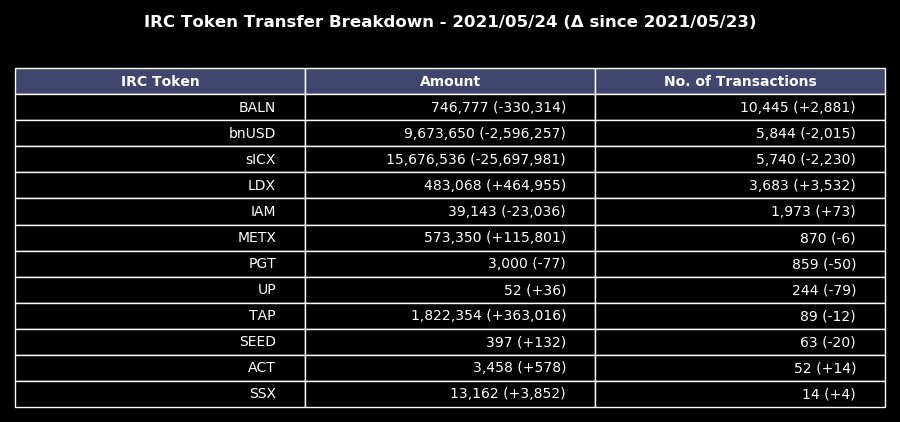 IRC Token Transfer Breakdown - 2021/05/24 (Δ since 2021/05/23)
IRC Token Amount No. of Transactions
BALN 746,777 (-330,314) 10,445 (+2,881)
bnUSD 9,673,650 (-2,596,257) 5,844 (-2,015)
sICX 15,676,536 (-25,697,981) 5,740 (-2,230)
LDX 483,068 (+464,955) 3,683 (+3,532)
IAM 39,143 (-23,036) 1,973 (+73)
METX 573,350 (+115,801) 870 (-6)
PGT 3,000 (-77) 859 (-50)
UP 52 (+36) 244 (-79)
TAP 1,822,354 (+363,016) 89 (-12)
SEED 397 (+132) 63 (-20)
ACT 3,458 (+578) 52 (+14)
SSX 13,162 (+3,852) 14 (+4)